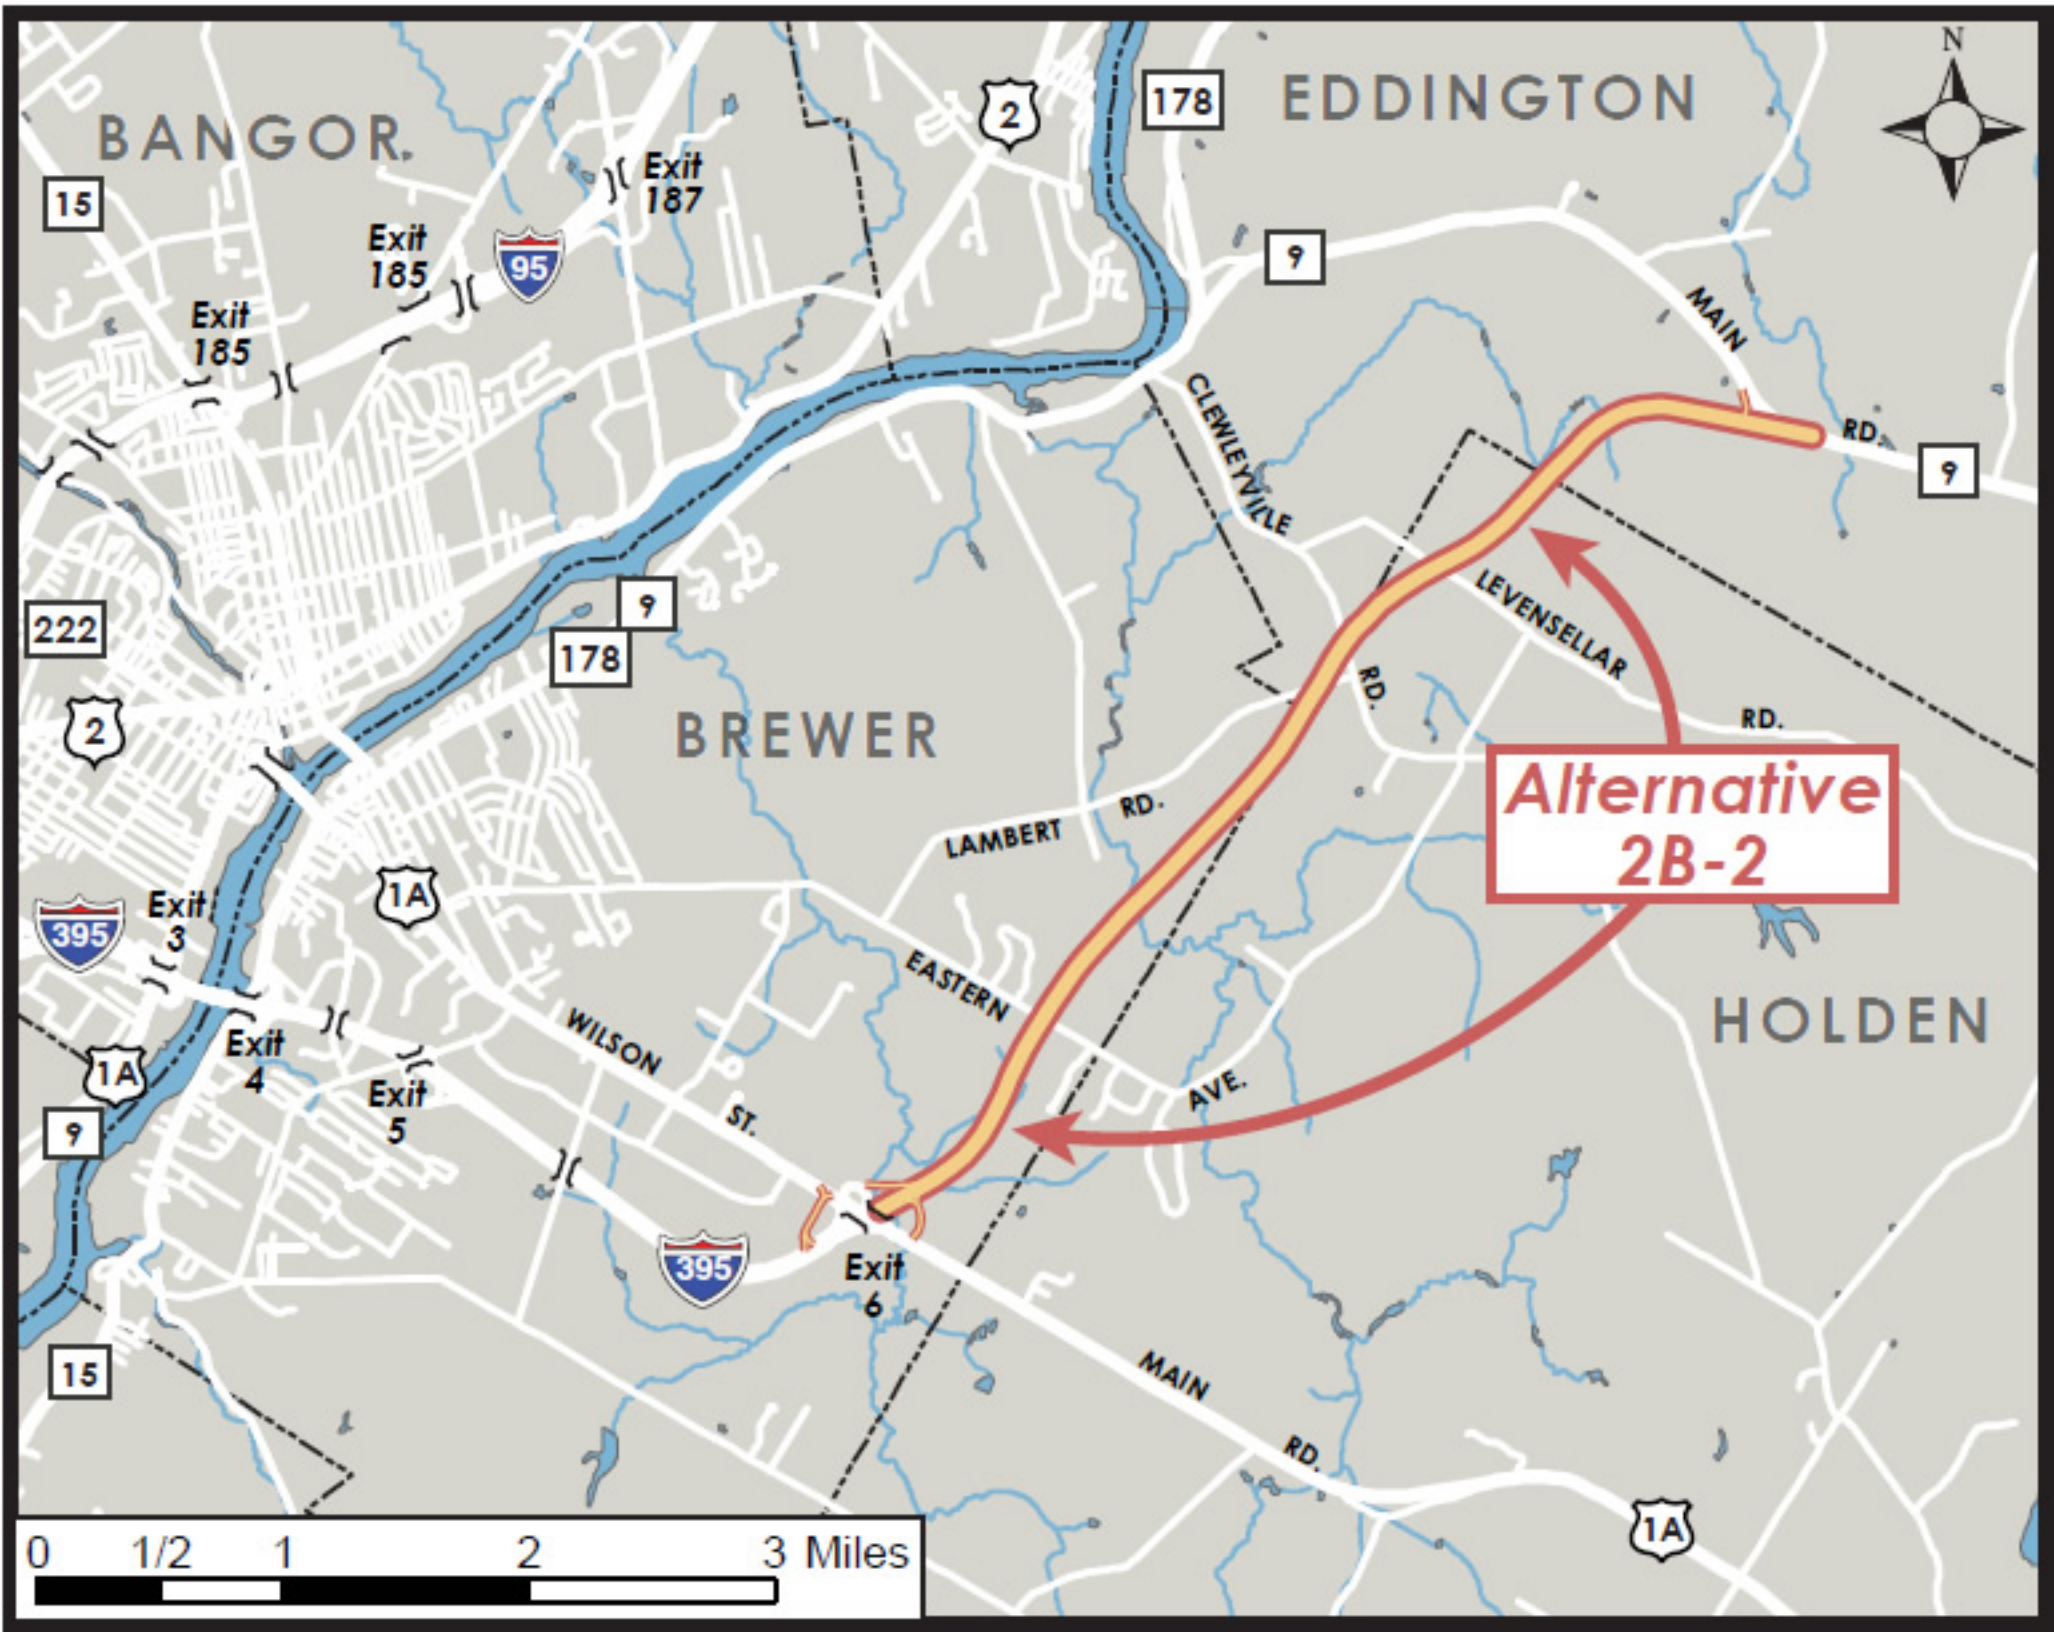 N
BANGOR
EDDINGTON
2
178
15
Exit
187
Exit
185
95
9
Exit
185
MAIN
RD.
9
CLEWLEYVILLE
RD.
LEVENSELLAR
RD.
222
9
178
2
BREWER
Alternative
2B-2
LAMBERT
RD.
1A
395
Exit
3
EASTERN
AVE.
HOLDEN
WILSON
ST.
Exit
4
1A
Exit
5
9
395
Exit
6
15
MAIN
RD.
1A
0 1/2 1 2 3 Miles